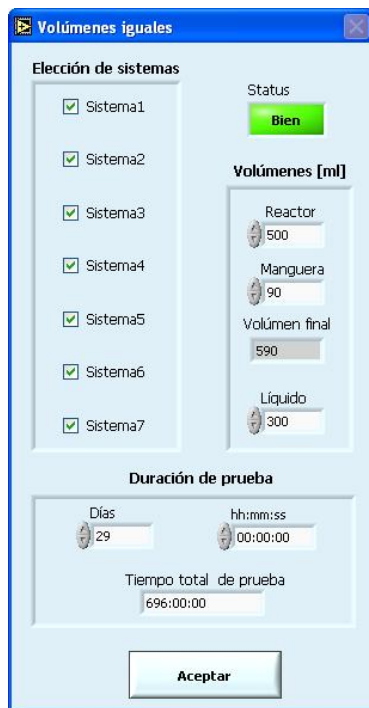 Volúmenes iguales
Elección de sistemas
Sistema1
Sistema2
Sistema3
Sistema4
Sistema5
Sistema6
Sistema7
Status
Bien
Volúmenes [ml]
Reactor
500
Manguera
90
Volúmen final
590
Líquido
300
Duración de prueba
Días
29
hh:mm:ss
00:00:00
Tiempo total de prueba
696:00:00
Aceptar